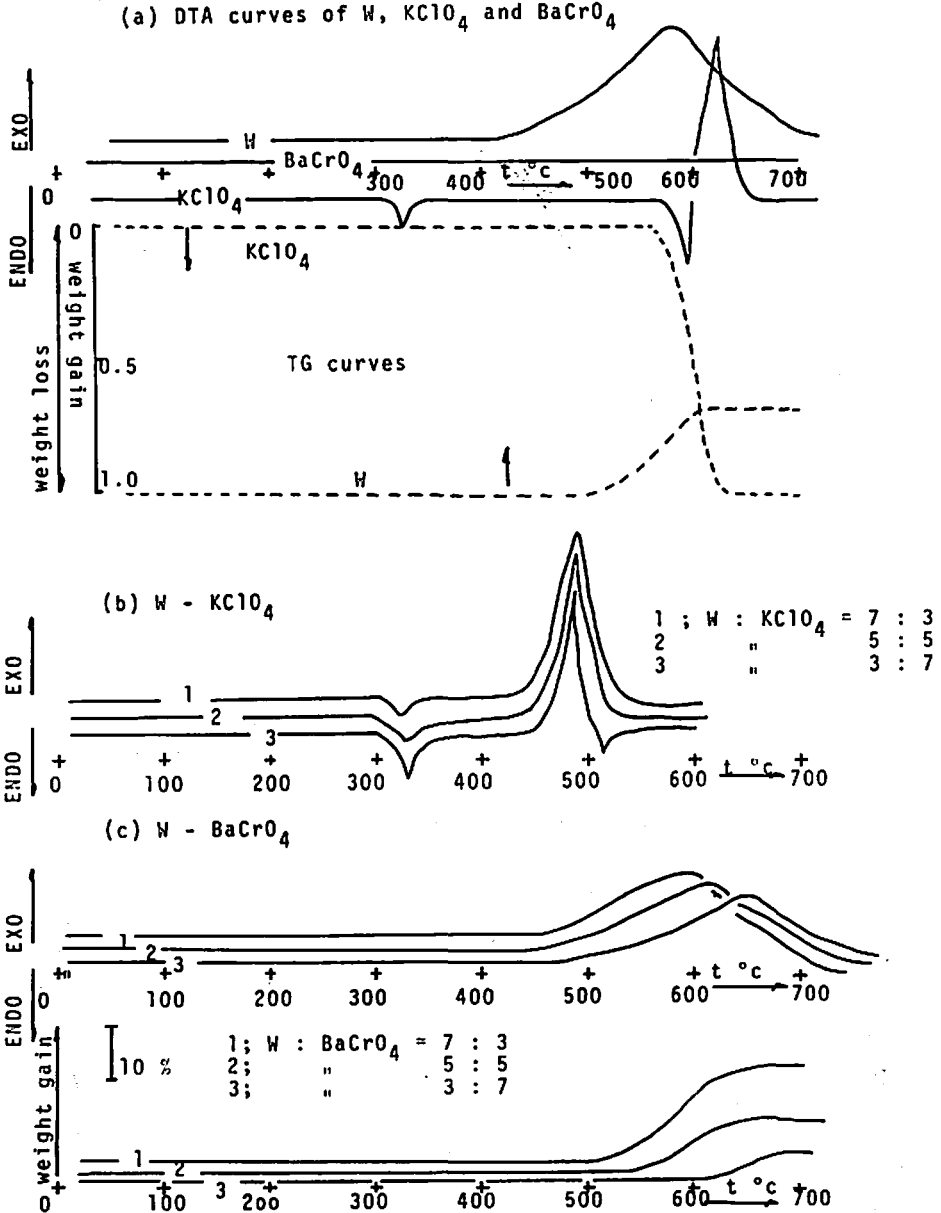 (a) DTA curves of W, KClO₄ and BaCrO₄
EXO
W
BaCrO₄
0 300 400 t °c 500 600 700
KClO₄
ENDO
0
KClO₄
weight loss
weight gain
0.5
TG curves
1.0
W
(b) W - KClO₄
1 ; W : KClO₄ = 7 : 3
2 " 5 : 5
3 " 3 : 7
EXO
1
2
3
ENDO
0 100 200 300 400 500 600 t °c 700
(c) W - BaCrO₄
EXO
1
2
3
t °c
0 100 200 300 400 500 600 700
ENDO
10 %
1; W : BaCrO₄ = 7 : 3
2; " 5 : 5
3; " 3 : 7
weight gain
1
2
3
t °c
0 100 200 300 400 500 600 700